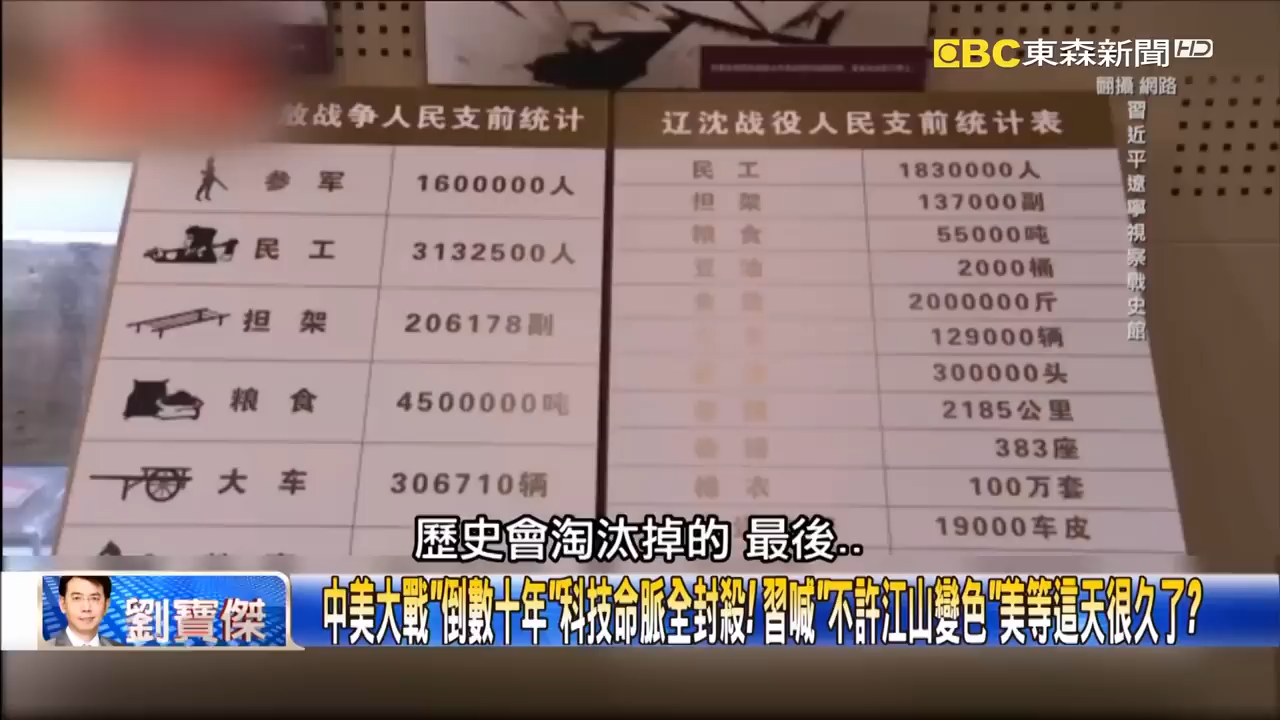 EBC東森新聞HD
翻攝 網路
習近平遼寧視察戰史館
放战争人民支前统计
参军 1600000人
民工 3132500人
担架 206178副
粮食 4500000吨
大车 306710辆
辽沈战役人民支前统计表
民工 1830000人
担架 137000副
粮食 55000吨
豆油 2000桶
2000000斤
129000辆
300000头
2185公里
383座
棉衣 100万套
19000车皮
歷史會淘汰掉的 最後..
劉寶傑
中美大戰"倒數十年"科技命脈全封殺!習喊"不許江山變色"美等這天很久了?